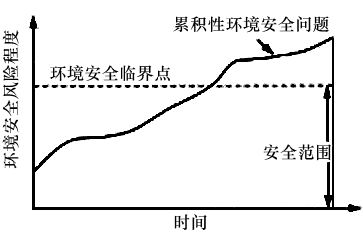 累积性环境安全问题
环境安全临界点
环境安全风险程度
安全范围
时间